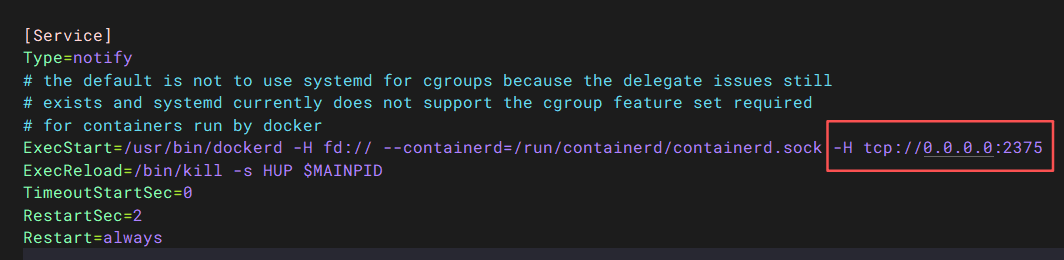 [Service]
Type=notify
# the default is not to use systemd for cgroups because the delegate issues still
# exists and systemd currently does not support the cgroup feature set required
# for containers run by docker
ExecStart=/usr/bin/dockerd -H fd:// --containerd=/run/containerd/containerd.sock -H tcp://0.0.0.0:2375
ExecReload=/bin/kill -s HUP $MAINPID
TimeoutStartSec=0
RestartSec=2
Restart=always